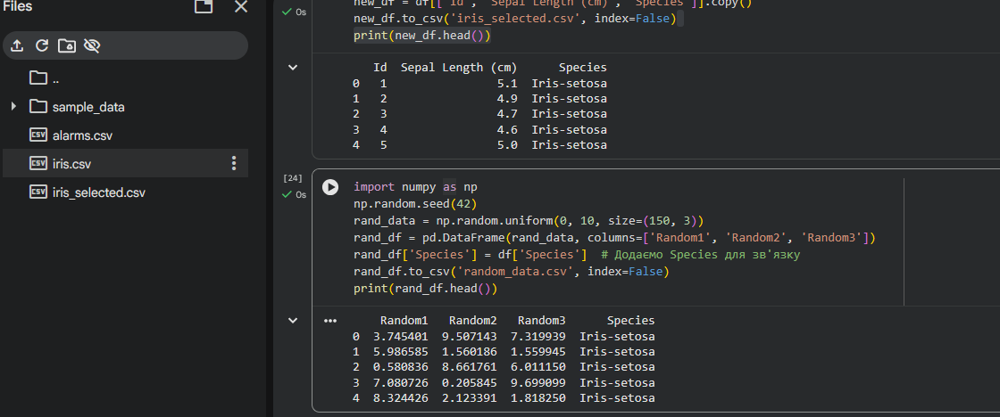 Files
..
sample_data
alarms.csv
iris.csv
iris_selected.csv
0s
new_df = df[['Id', 'Sepal Length (cm)', 'Species']].copy()
new_df.to_csv('iris_selected.csv', index=False)
print(new_df.head())
Id Sepal Length (cm) Species
0 1 5.1 Iris-setosa
1 2 4.9 Iris-setosa
2 3 4.7 Iris-setosa
3 4 4.6 Iris-setosa
4 5 5.0 Iris-setosa
[24]
0s
import numpy as np
np.random.seed(42)
rand_data = np.random.uniform(0, 10, size=(150, 3))
rand_df = pd.DataFrame(rand_data, columns=['Random1', 'Random2', 'Random3'])
rand_df['Species'] = df['Species'] # Додаємо Species для зв'язку
rand_df.to_csv('random_data.csv', index=False)
print(rand_df.head())
Random1 Random2 Random3 Species
0 3.745401 9.507143 7.319939 Iris-setosa
1 5.986585 1.560186 1.559945 Iris-setosa
2 0.580836 8.661761 6.011150 Iris-setosa
3 7.080726 0.205845 9.699099 Iris-setosa
4 8.324426 2.123391 1.818250 Iris-setosa